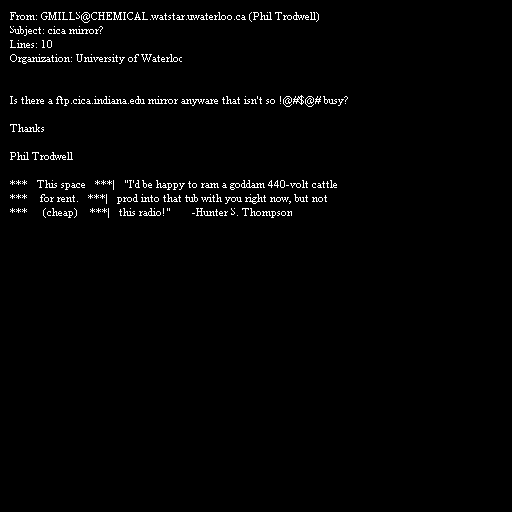 From: GMILLS@CHEMICAL.watstar.uwaterloo.ca (Phil Trodwell)
Subject: cica mirror?
Lines: 10
Organization: University of Waterloo
Is there a ftp.cica.indiana.edu mirror anyware that isn't so !@#$@# busy?
Thanks
Phil Trodwell
*** This space ***| "I'd be happy to ram a goddam 440-volt cattle
*** for rent. ***| prod into that tub with you right now, but not
*** (cheap) ***| this radio!" -Hunter S. Thompson